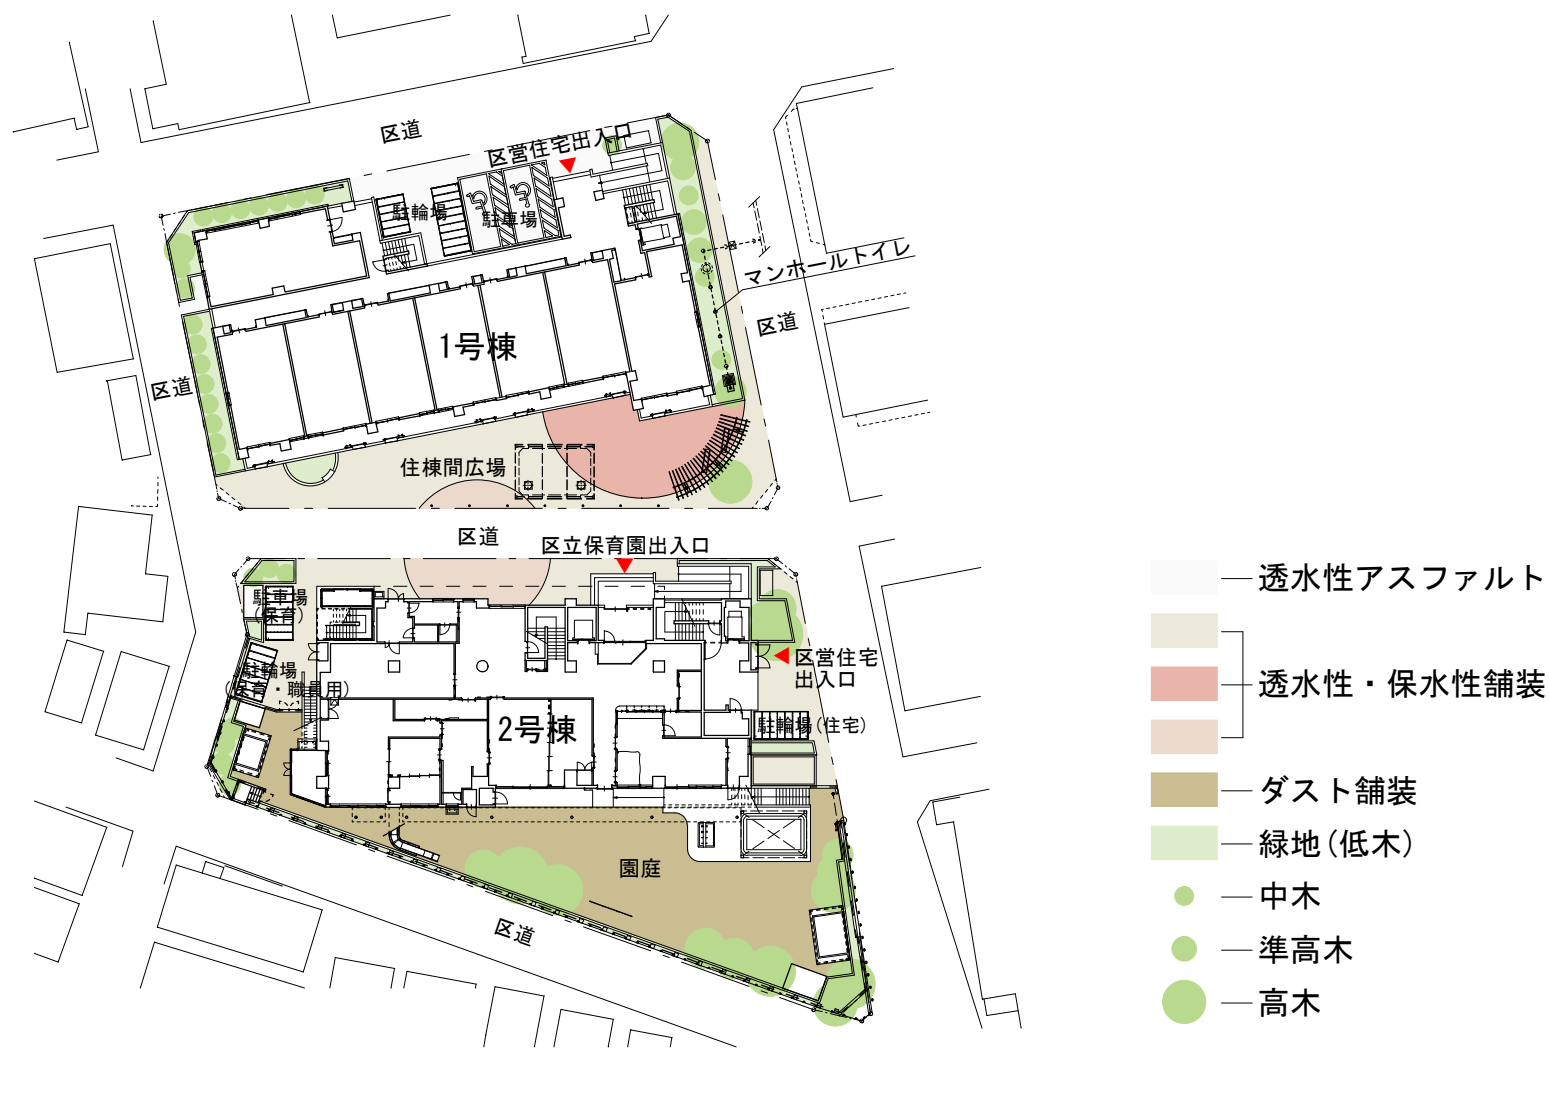 区道
区営住宅出入口
駐輪場
駐車場
マンホールトイレ
区道
1号棟
区道
住棟間広場
区道
区立保育園出入口
駐車場
(保育)
区営住宅
出入口
駐輪場
(保育・職員用)
駐輪場(住宅)
2号棟
園庭
区道
透水性アスファルト
透水性・保水性舗装
ダスト舗装
緑地(低木)
中木
準高木
高木